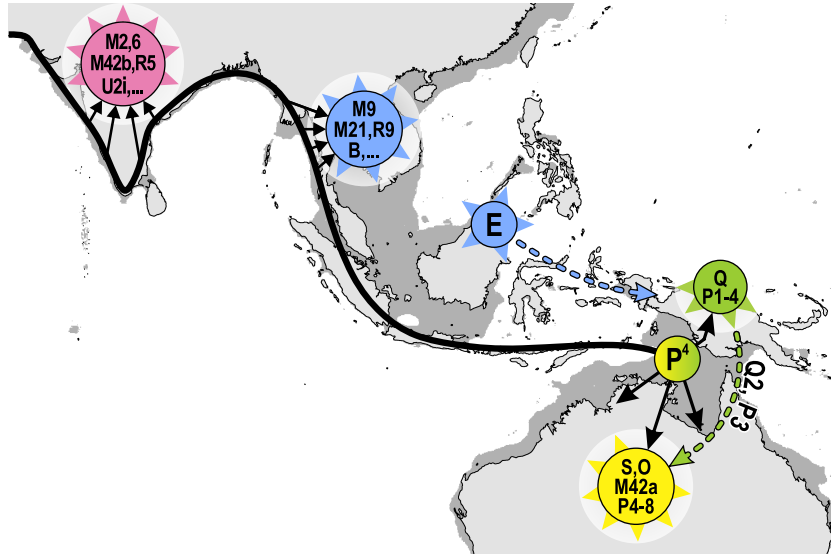 M2,6
M42b,R5
U2i,...
M9
M21,R9
B,...
E
Q
P1-4
P4
Q2, P3
S,O
M42a
P4-8